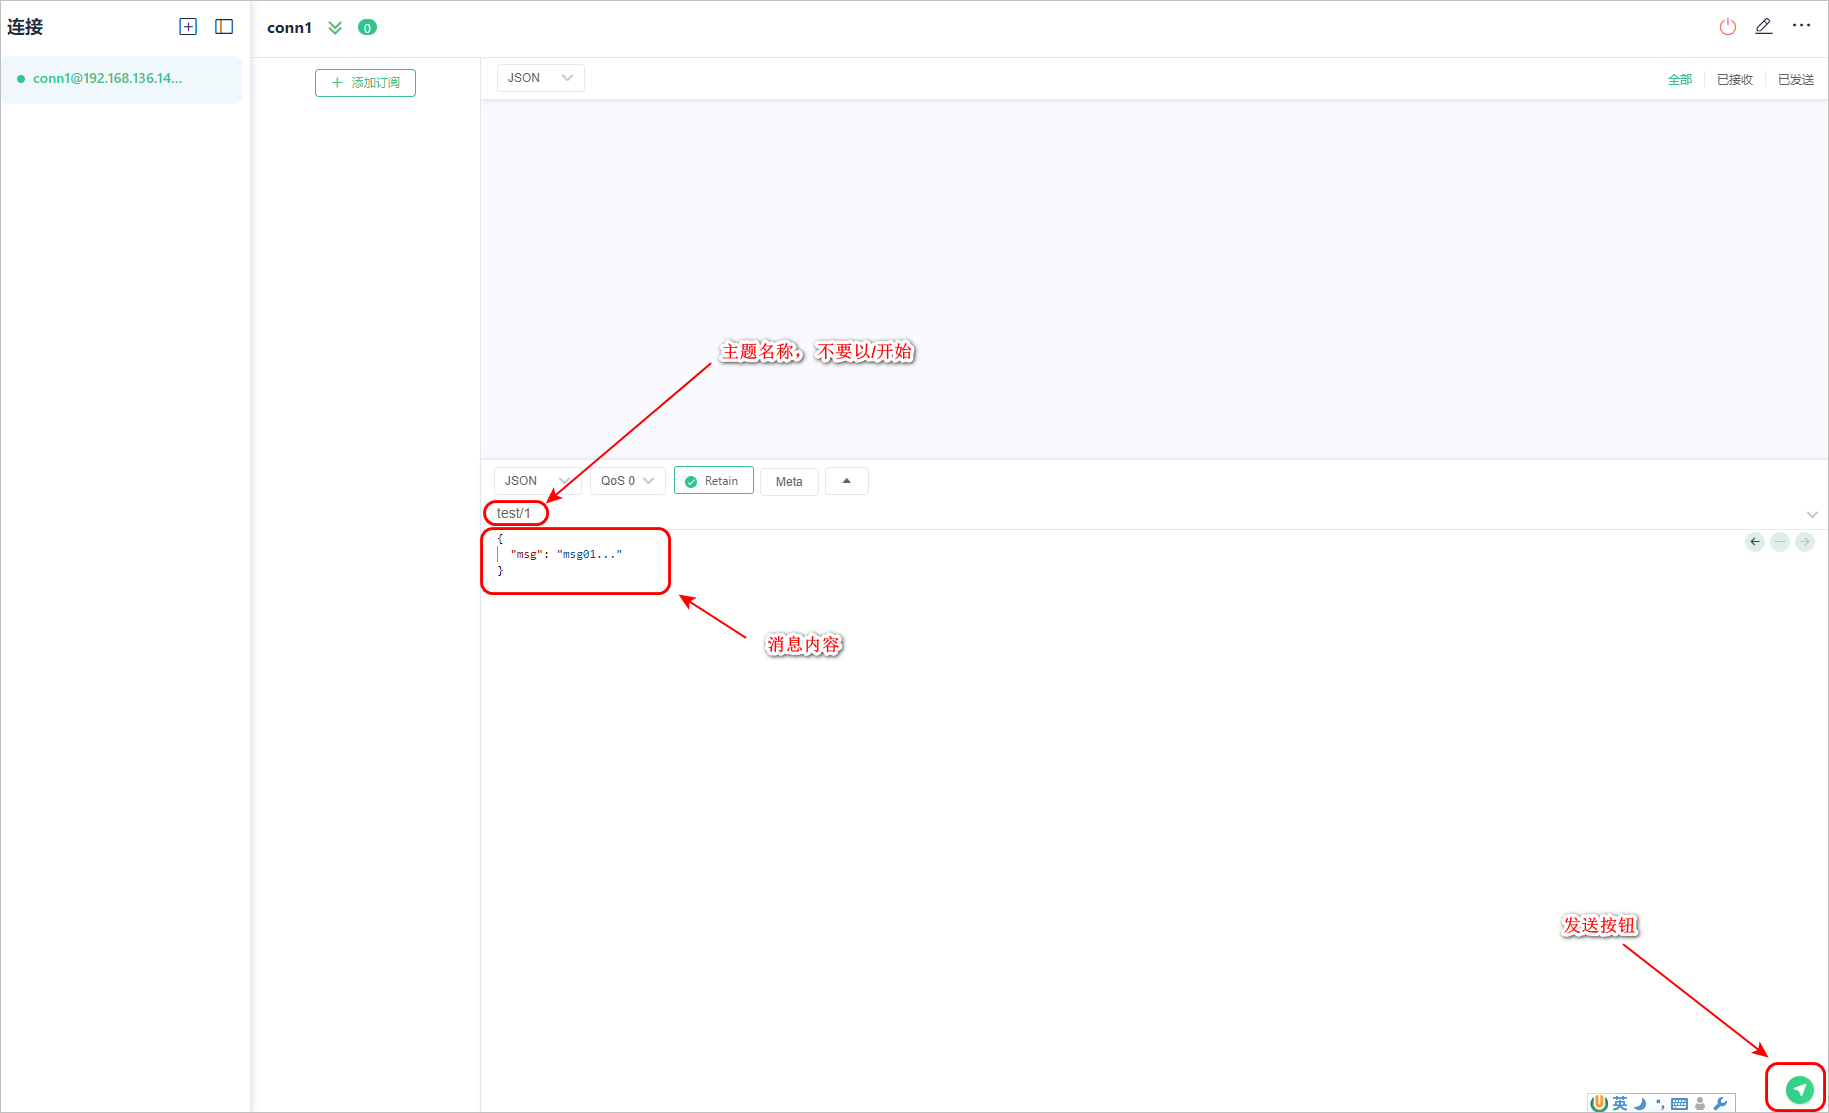 连接
conn1
0
conn1@192.168.136.14...
添加订阅
JSON
全部
已接收
已发送
主题名称，不要以/开始
JSON
QoS 0
Retain
Meta
test/1
{
"msg": "msg01..."
}
消息内容
发送按钮
英